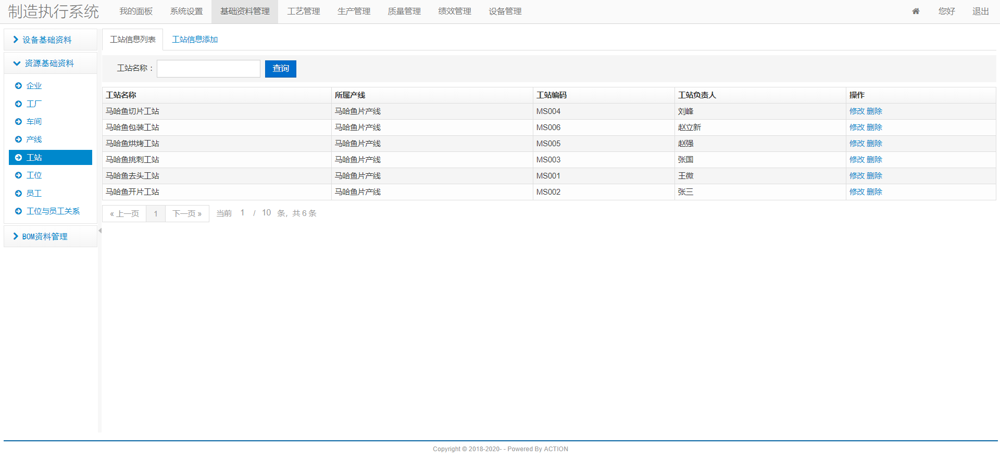 制造执行系统 我的面板 系统设置 基础资料管理 工艺管理 生产管理 质量管理 绩效管理 设备管理 您好 退出
设备基础资料
资源基础资料
企业
工厂
车间
产线
工站
工位
员工
工位与员工关系
BOM资料管理
工站信息列表 工站信息添加
工站名称： 查询
工站名称 所属产线 工站编码 工站负责人 操作
马哈鱼切片工站 马哈鱼片产线 MS004 刘峰 修改 删除
马哈鱼包装工站 马哈鱼片产线 MS006 赵立新 修改 删除
马哈鱼烘烤工站 马哈鱼片产线 MS005 赵强 修改 删除
马哈鱼挑刺工站 马哈鱼片产线 MS003 张国 修改 删除
马哈鱼去头工站 马哈鱼片产线 MS001 王微 修改 删除
马哈鱼开片工站 马哈鱼片产线 MS002 张三 修改 删除
« 上一页 1 下一页 » 当前 1 / 10 条，共 6 条
Copyright © 2018-2020- - Powered By ACTION